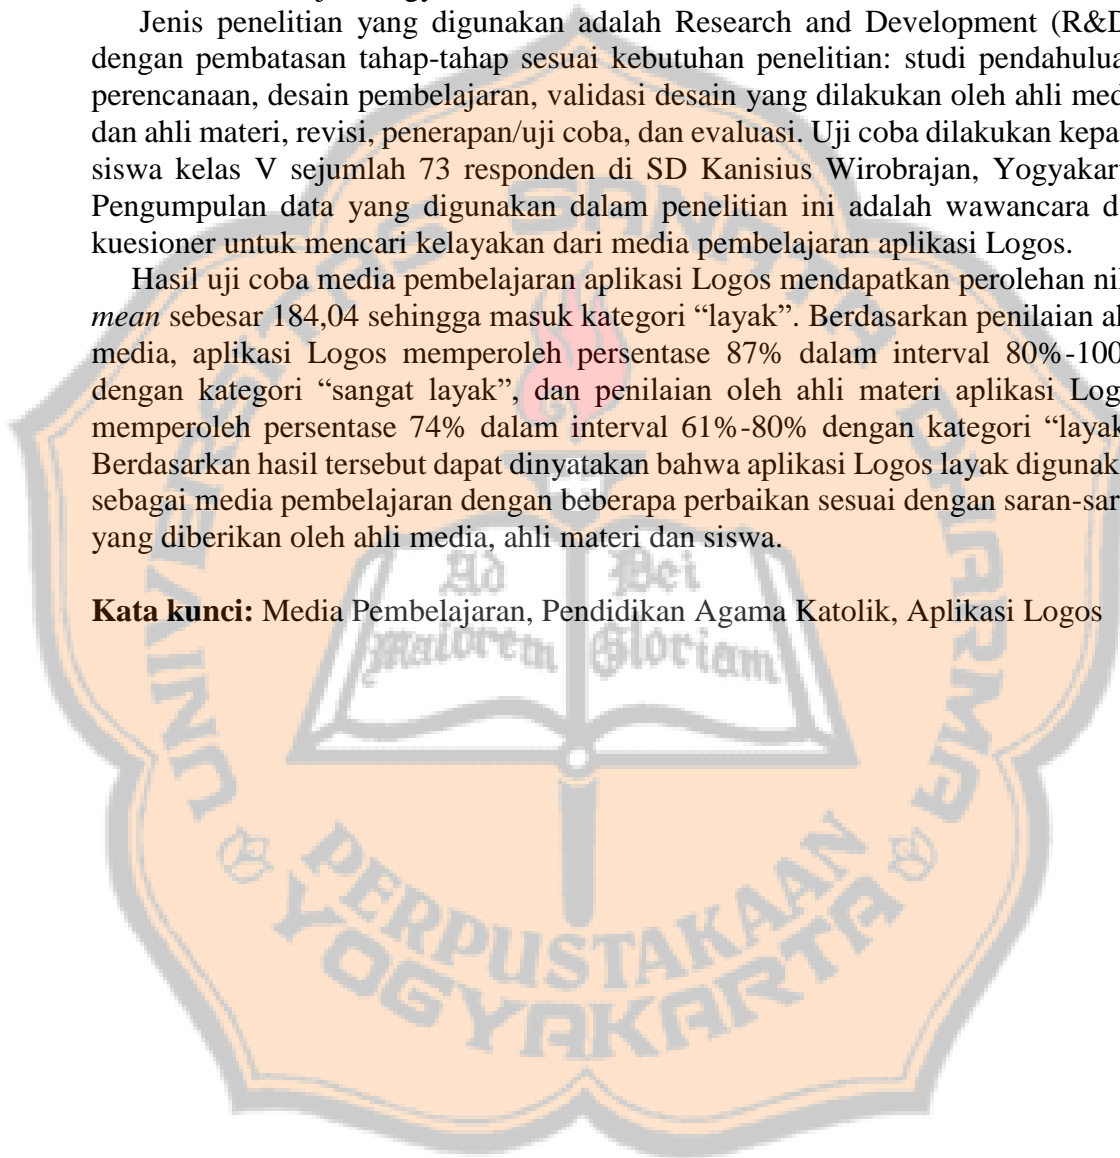 Jenis penelitian yang digunakan adalah Research and Development (R&D
dengan pembatasan tahap-tahap sesuai kebutuhan penelitian: studi pendahulua
perencanaan, desain pembelajaran, validasi desain yang dilakukan oleh ahli med
dan ahli materi, revisi, penerapan/uji coba, dan evaluasi. Uji coba dilakukan kepa
siswa kelas V sejumlah 73 responden di SD Kanisius Wirobrajan, Yogyakar
Pengumpulan data yang digunakan dalam penelitian ini adalah wawancara d
kuesioner untuk mencari kelayakan dari media pembelajaran aplikasi Logos.
Hasil uji coba media pembelajaran aplikasi Logos mendapatkan perolehan ni
mean sebesar 184,04 sehingga masuk kategori “layak”. Berdasarkan penilaian a
media, aplikasi Logos memperoleh persentase 87% dalam interval 80%-100
dengan kategori “sangat layak”, dan penilaian oleh ahli materi aplikasi Log
memperoleh persentase 74% dalam interval 61%-80% dengan kategori “layak
Berdasarkan hasil tersebut dapat dinyatakan bahwa aplikasi Logos layak digunak
sebagai media pembelajaran dengan beberapa perbaikan sesuai dengan saran-sar
yang diberikan oleh ahli media, ahli materi dan siswa.
Kata kunci: Media Pembelajaran, Pendidikan Agama Katolik, Aplikasi Logos
UNIVERSITAS SANATA DHARMA
Ad Dei
Maiorem Gloriam
PERPUSTAKAAN
YOGYAKARTA